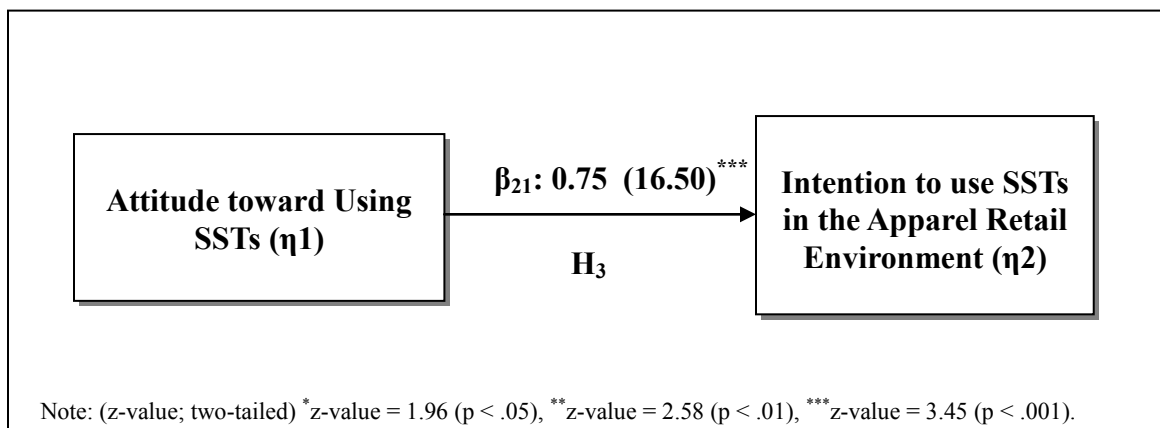 Attitude toward Using
SSTs (η1)
β₂₁: 0.75 (16.50)***
H₃
Intention to use SSTs
in the Apparel Retail
Environment (η2)
Note: (z-value; two-tailed) *z-value = 1.96 (p < .05), **z-value = 2.58 (p < .01), ***z-value = 3.45 (p < .001).